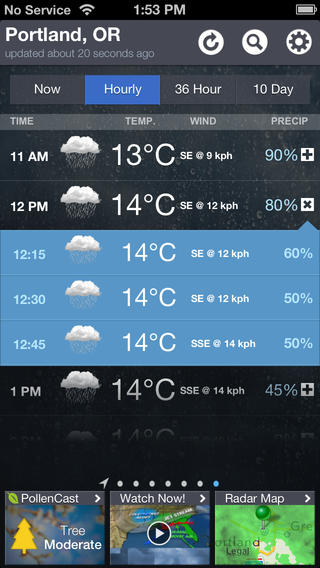 No Service 1:53 PM
Portland, OR
updated about 20 seconds ago
Now Hourly 36 Hour 10 Day
TIME TEMP. WIND PRECIP
11 AM 13°C SE @ 9 kph 90%
12 PM 14°C SE @ 12 kph 80%
12:15 14°C SE @ 12 kph 60%
12:30 14°C SE @ 12 kph 50%
12:45 14°C SSE @ 14 kph 50%
1 PM 14°C SSE @ 14 kph 45%
PollenCast Watch Now! Radar Map
Tree
Moderate
JET STREAM
Gre
Portland
Legal